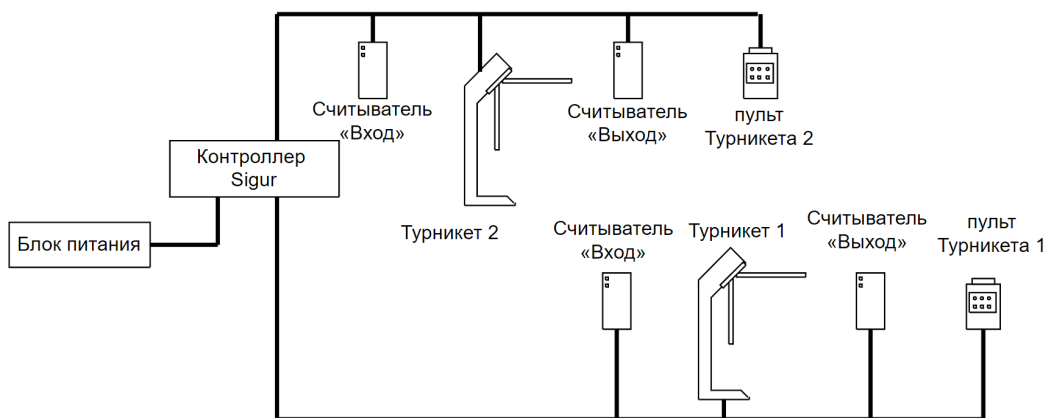 Считыватель
«Вход»
Считыватель
«Выход»
пульт
Турникета 2
Контроллер
Sigur
Блок питания
Турникет 2
Считыватель
«Вход»
Турникет 1
Считыватель
«Выход»
пульт
Турникета 1